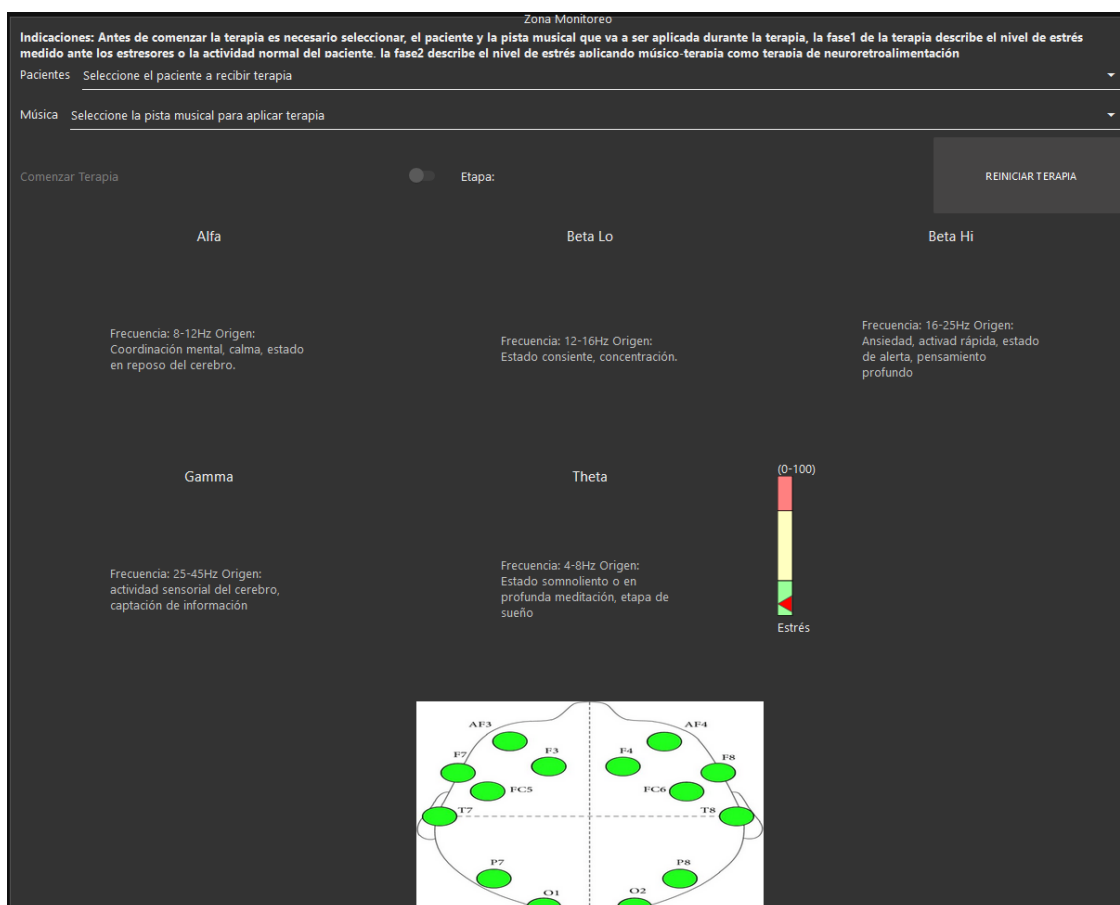 Zona Monitoreo
Indicaciones: Antes de comenzar la terapia es necesario seleccionar, el paciente y la pista musical que va a ser aplicada durante la terapia, la fase1 de la terapia describe el nivel de estrés
medido ante los estresores o la actividad normal del paciente, la fase2 describe el nivel de estrés aplicando músico-terapia como terapia de neuroretroalimentación
Pacientes Seleccione el paciente a recibir terapia
Música Seleccione la pista musical para aplicar terapia
Comenzar Terapia Etapa: REINICIAR TERAPIA
Alfa Beta Lo Beta Hi
Frecuencia: 8-12Hz Origen:
Coordinación mental, calma, estado
en reposo del cerebro.
Frecuencia: 12-16Hz Origen:
Estado consiente, concentración.
Frecuencia: 16-25Hz Origen:
Ansiedad, activad rápida, estado
de alerta, pensamiento
profundo
Gamma Theta (0-100)
Frecuencia: 25-45Hz Origen:
actividad sensorial del cerebro,
captación de información
Frecuencia: 4-8Hz Origen:
Estado somnoliento o en
profunda meditación, etapa de
sueño
Estrés
AF3 AF4
F7 F3 F4 F8
FC5 FC6
T7 T8
P7 P8
O1 O2